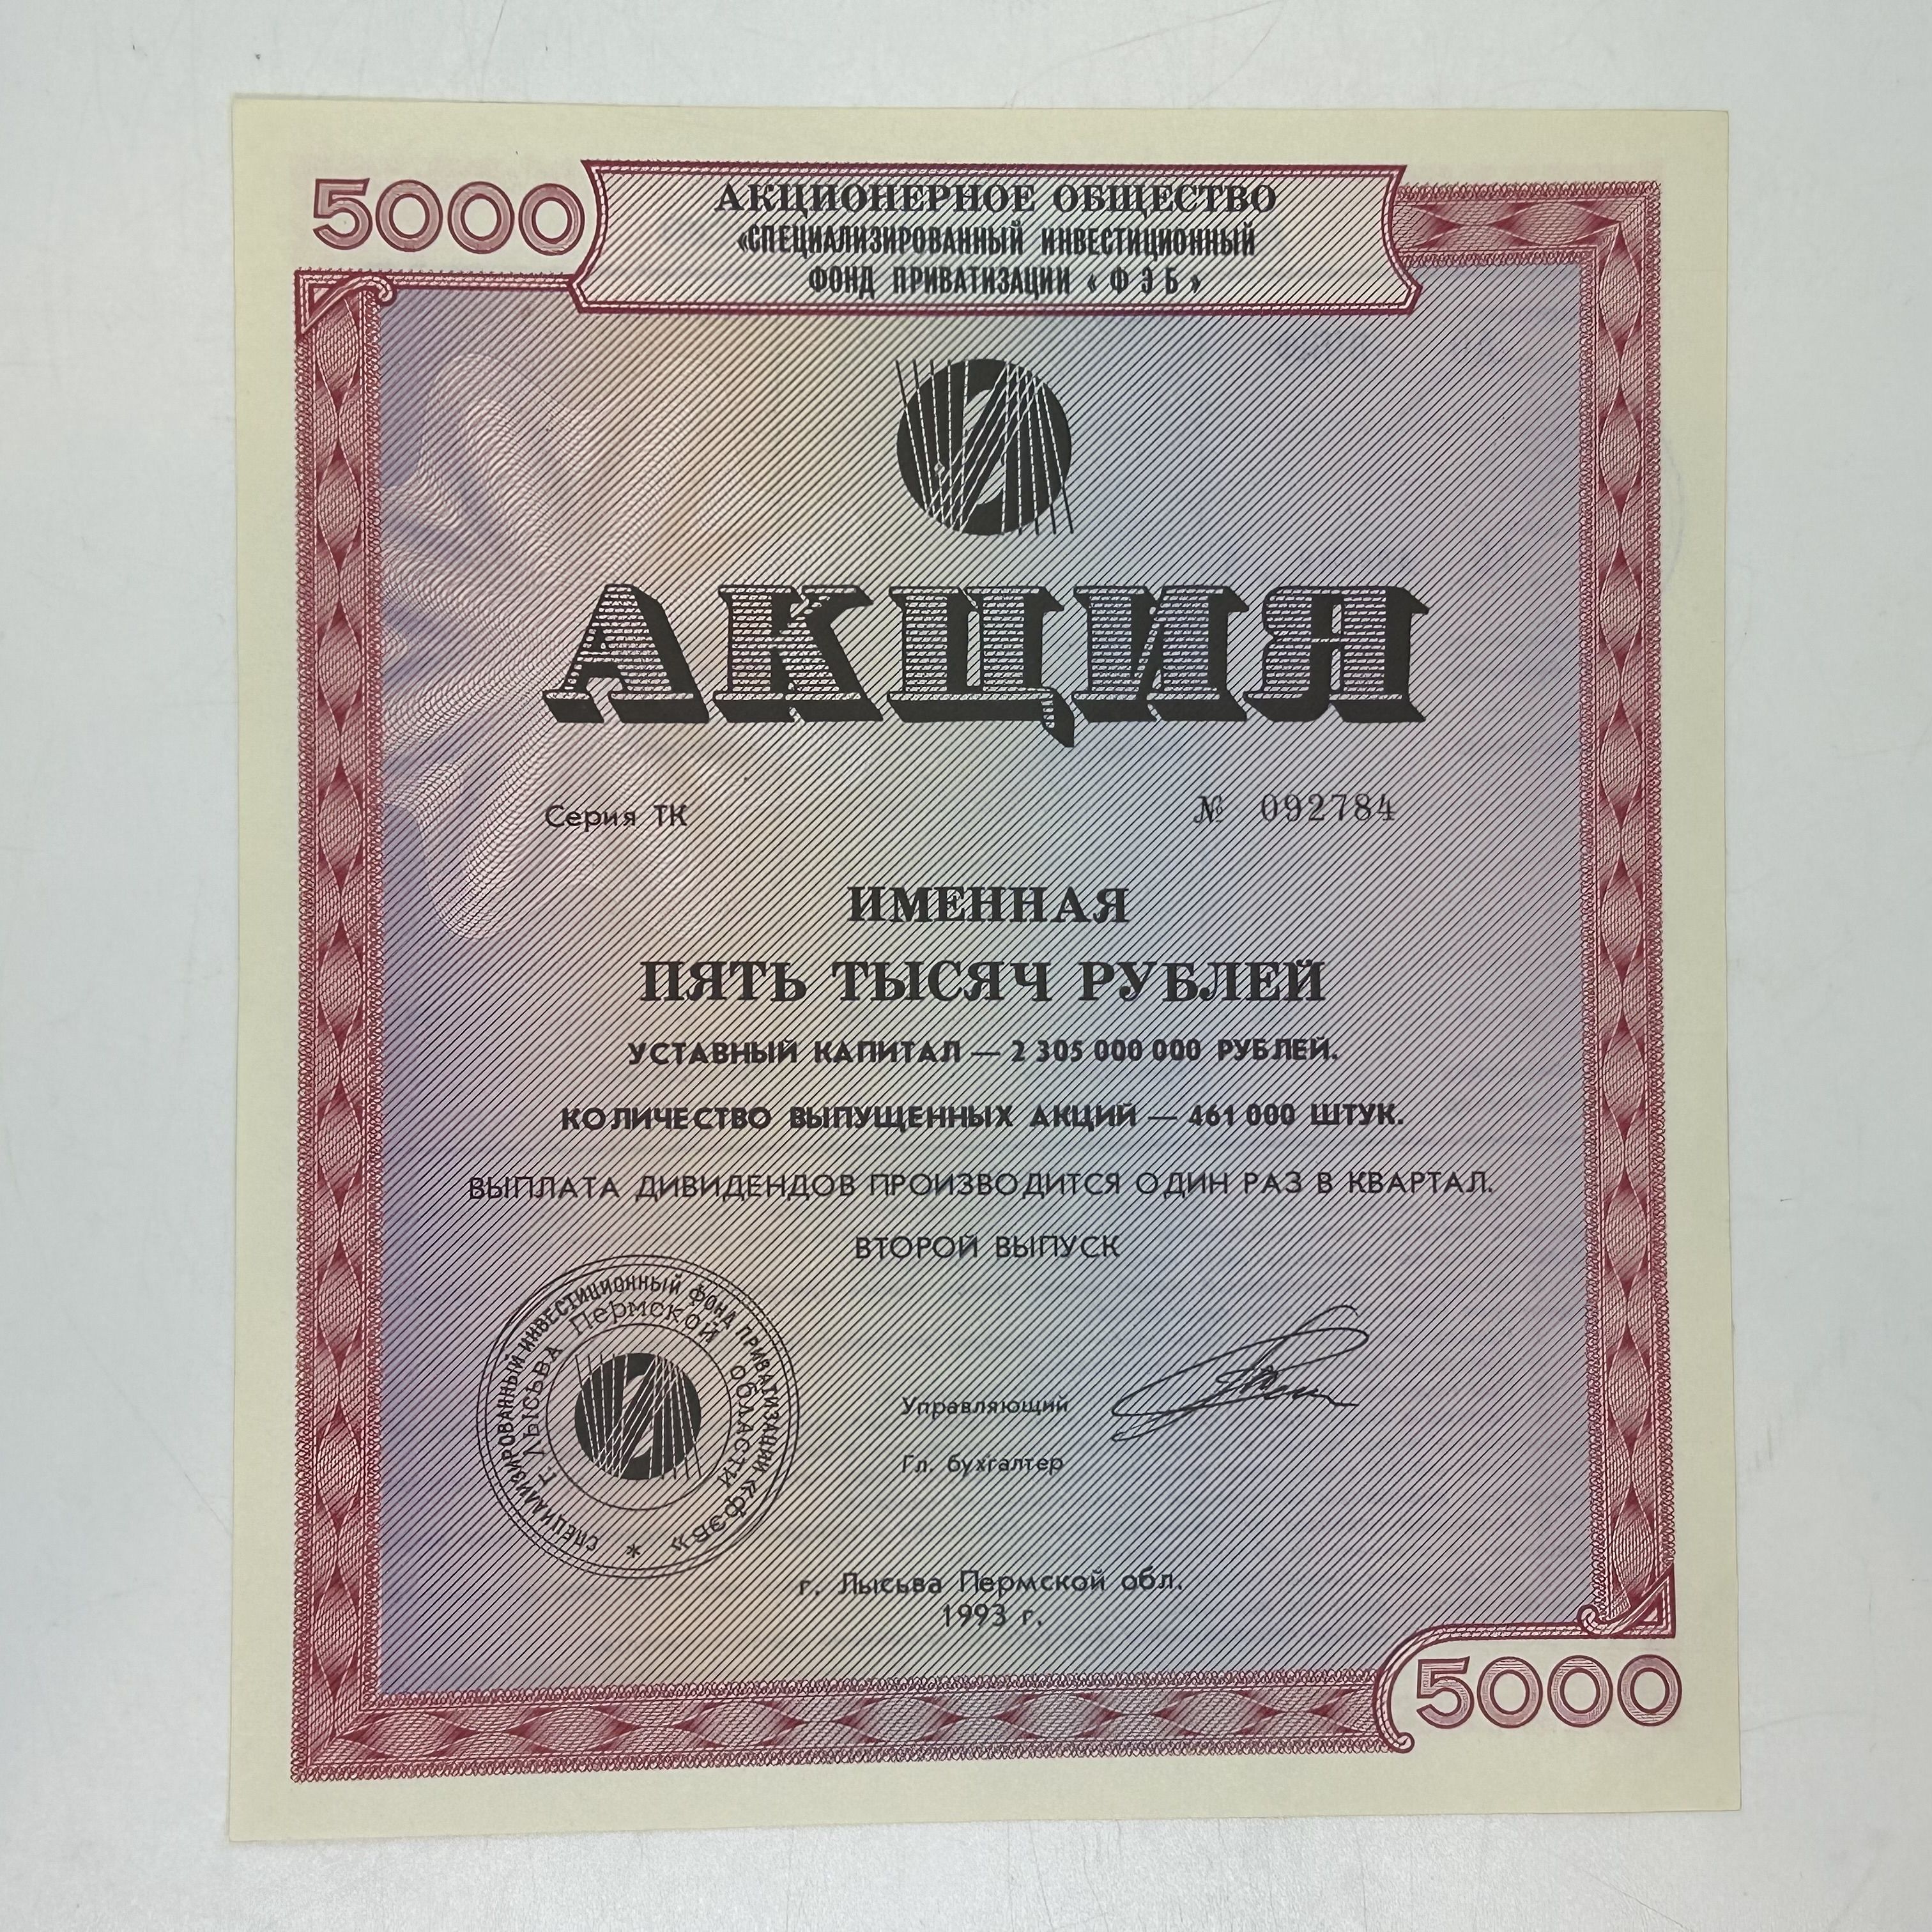 5000
АКЦИОНЕРНОЕ ОБЩЕСТВО
«СПЕЦИАЛИЗИРОВАННЫЙ ИНВЕСТИЦИОННЫЙ
ФОНД ПРИВАТИЗАЦИИ «ФЭБ»
И
АКЦИЯ
Серия ТК № 092784
ИМЕННАЯ
ПЯТЬ ТЫСЯЧ РУБЛЕЙ
УСТАВНЫЙ КАПИТАЛ — 2 305 000 000 РУБЛЕЙ.
КОЛИЧЕСТВО ВЫПУЩЕННЫХ АКЦИЙ — 461 000 ШТУК.
ВЫПЛАТА ДИВИДЕНДОВ ПРОИЗВОДИТСЯ ОДИН РАЗ В КВАРТАЛ.
ВТОРОЙ ВЫПУСК
СПЕЦИАЛИЗИРОВАННЫЙ ИНВЕСТИЦИОННЫЙ ФОНД ПРИВАТИЗАЦИИ «ФЭБ» *
г. Лысьва Пермской области
И
Управляющий
Гл. бухгалтер
г. Лысьва Пермской обл.
1993 г.
5000